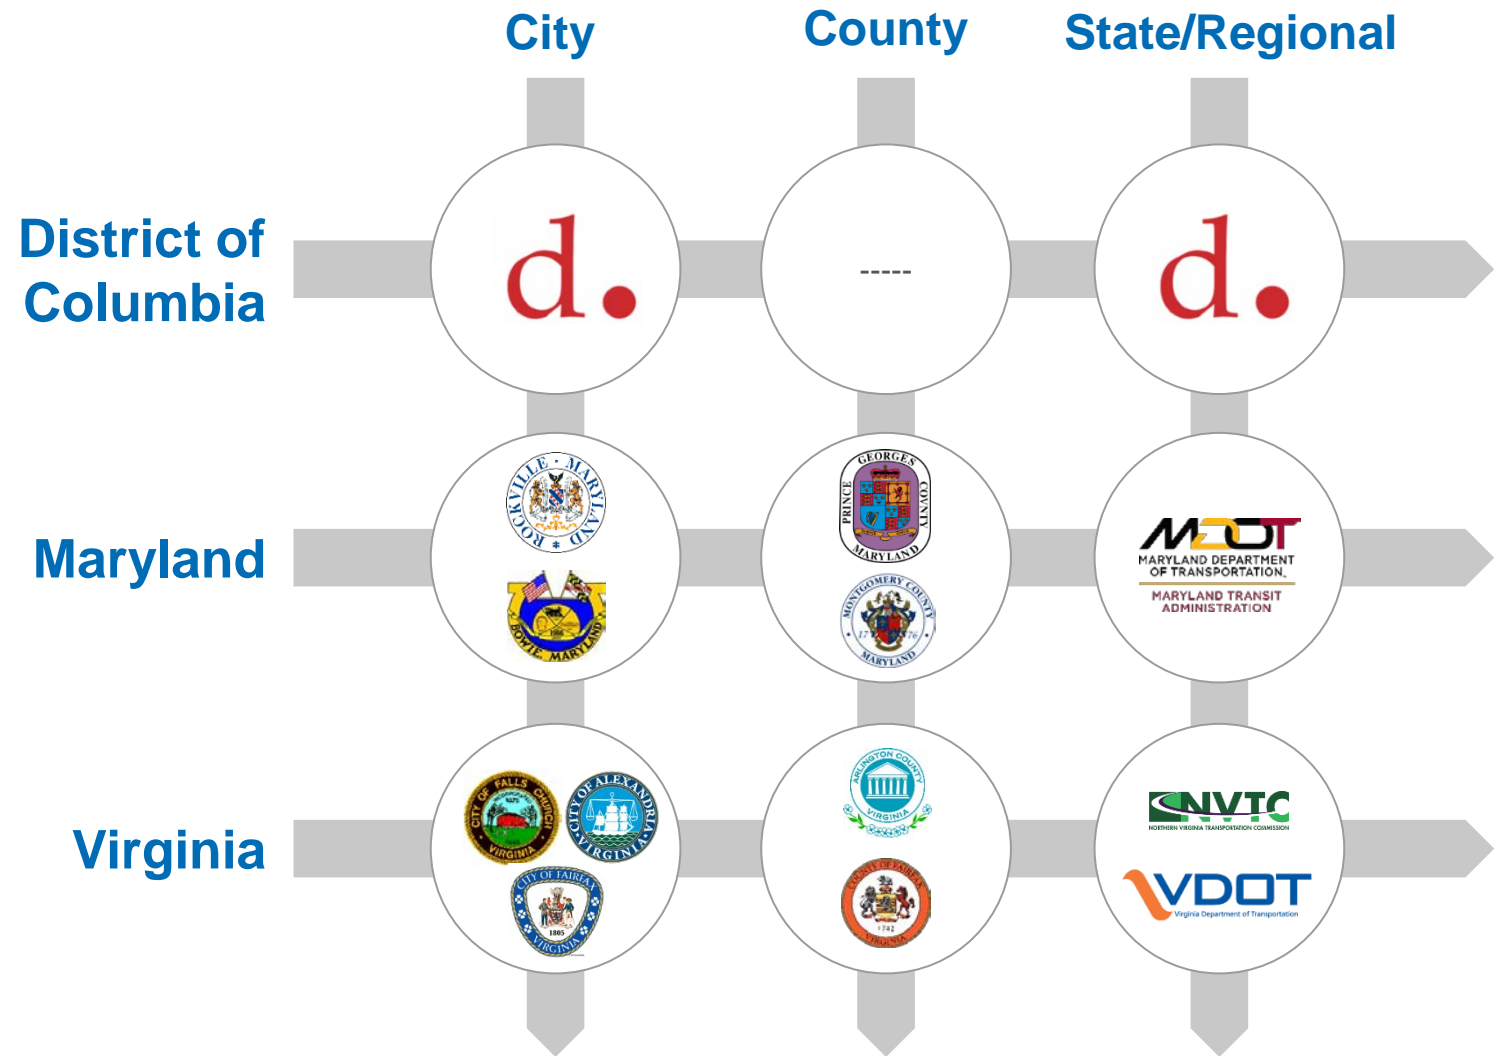 City
County
State/Regional
District of
Columbia
d.
-----
d.
Maryland
ROCKVILLE · MARYLAND
BOWIE, MARYLAND
1986
PRINCE GEORGES COUNTY
MARYLAND
MONTGOMERY COUNTY
17 76
MARYLAND
MDOT
MARYLAND DEPARTMENT
OF TRANSPORTATION
MARYLAND TRANSIT
ADMINISTRATION
Virginia
CITY OF FALLS CHURCH
VIRGINIA
CITY OF ALEXANDRIA
VIRGINIA
CITY OF FAIRFAX
1805
VIRGINIA
ARLINGTON COUNTY
VIRGINIA
COUNTY OF FAIRFAX
1742
VIRGINIA
NVTC
NORTHERN VIRGINIA TRANSPORTATION COMMISSION
VDOT
Virginia Department of Transportation